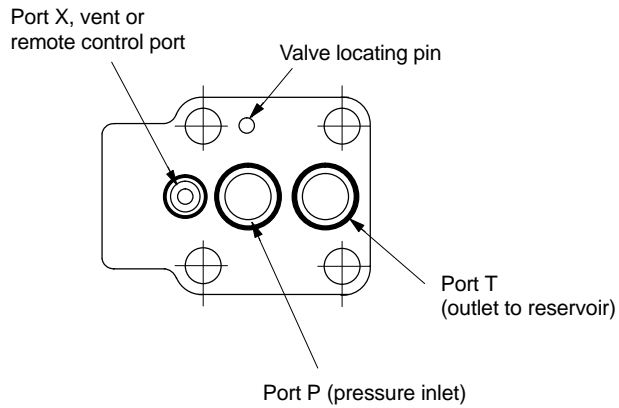 Port X, vent or
remote control port
Valve locating pin
Port T
(outlet to reservoir)
Port P (pressure inlet)